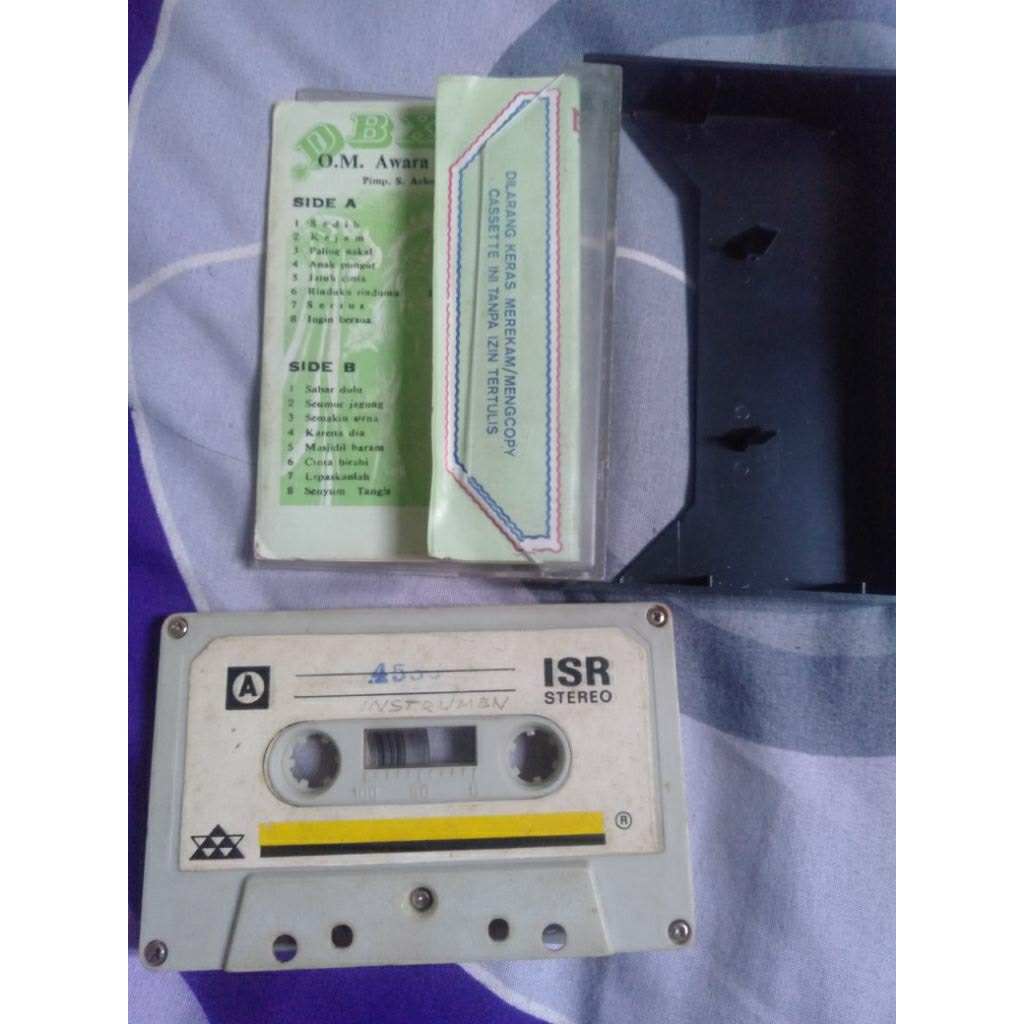 DBX
O.M. Awara
Pimp. S.
SIDE A
1 Sedih
2 Kejam
3 Paling nakal
4 Anak pungut
5 Jatuh cinta
6 Rinduku rindumu
7 Serius
8 Ingin bersua
SIDE B
1 Sabar dulu
2 Seumur jagung
3 Semakin
4 Karena dia
5 Masjidil haram
6 Cinta birahi
7 Lepaskanlah
8 Senyum Tangis
DILARANG KERAS MEREKAM/MENGCOPY
CASSETTE INI TANPA IZIN TERTULIS
A
ISR
STEREO
INSTRUMEN
100 50 0
®